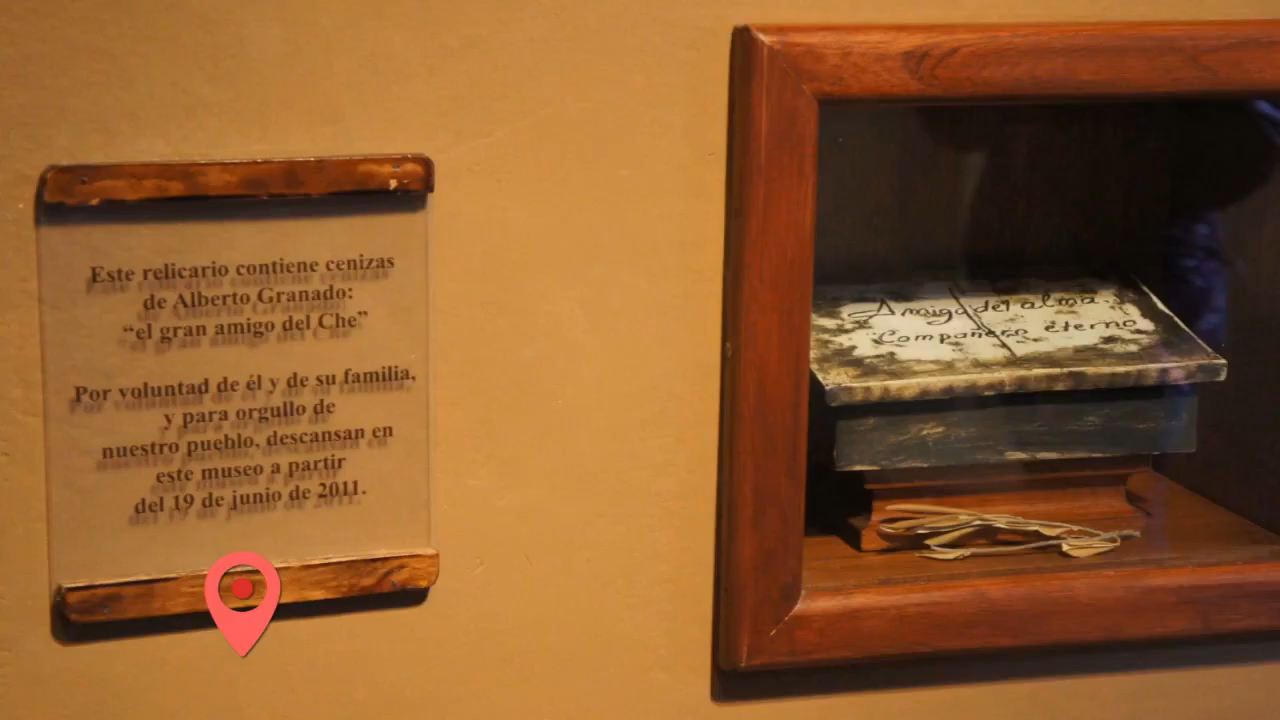 Este relicario contiene cenizas
de Alberto Granado:
“el gran amigo del Che”
Por voluntad de él y de su familia,
y para orgullo de
nuestro pueblo, descansan en
este museo a partir
del 19 de junio de 2011.
Amigo del alma.
Compañero eterno